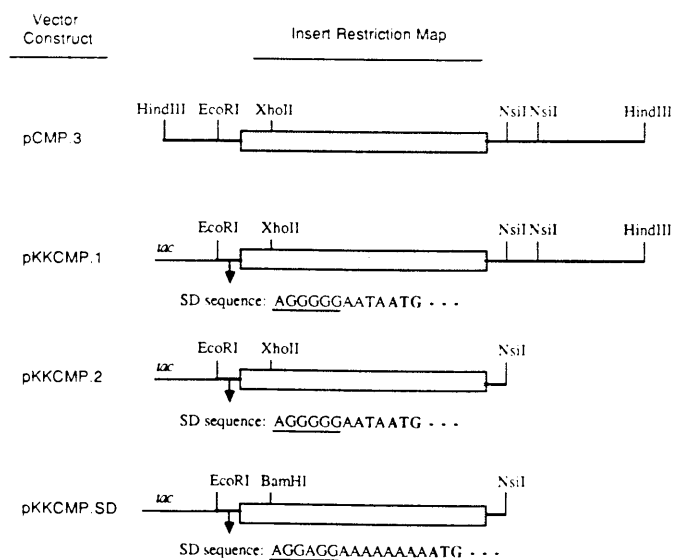 Vector
Construct
Insert Restriction Map
HindIII EcoRI XhoII NsiI NsiI HindIII
pCMP.3
EcoRI XhoII NsiI NsiI HindIII
tac
pKKCMP.1
SD sequence: AGGGGGAATAATG - - -
EcoRI XhoII NsiI
tac
pKKCMP.2
SD sequence: AGGGGGAATAATG - - -
EcoRI BamHI NsiI
tac
pKKCMP.SD
SD sequence: AGGAGGAAAAAAAAATG - - -